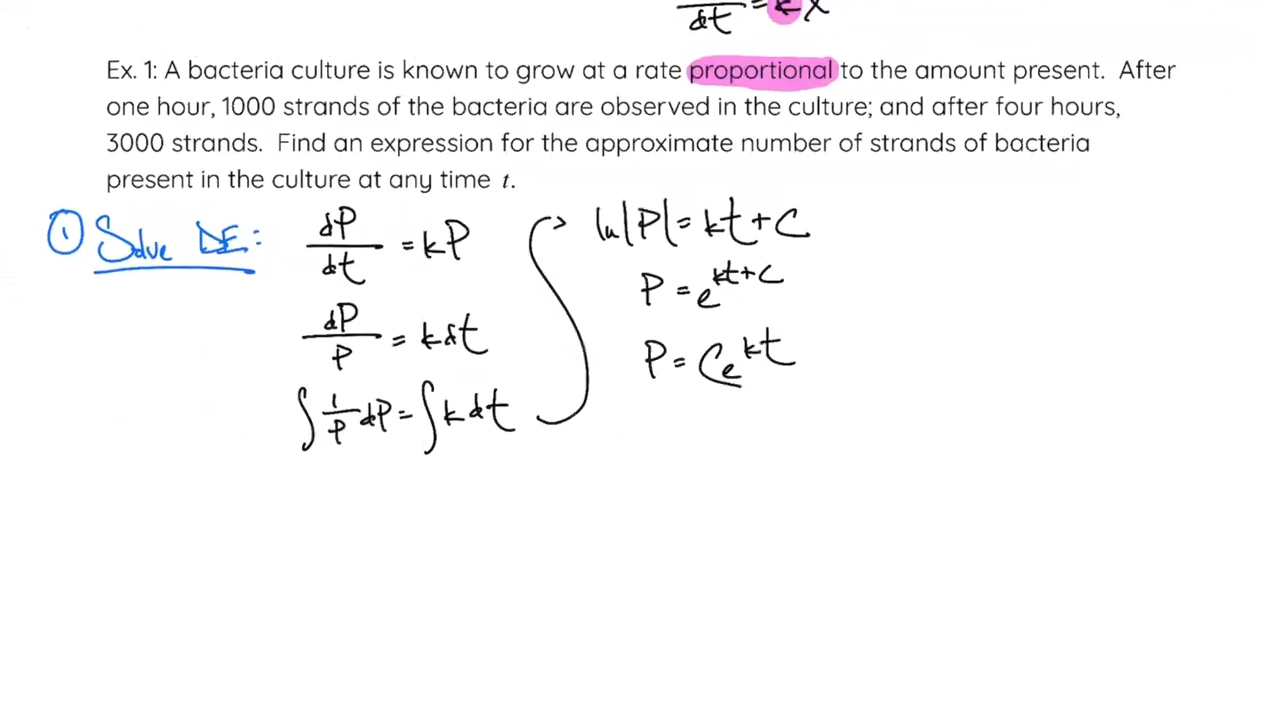 dt = kx
Ex. 1: A bacteria culture is known to grow at a rate proportional to the amount present. After
one hour, 1000 strands of the bacteria are observed in the culture; and after four hours,
3000 strands. Find an expression for the approximate number of strands of bacteria
present in the culture at any time t.
① Solve DE:
dP/dt = kP
dP/P = kdt
∫ 1/P dP = ∫ k dt
ln|P| = kt + C
P = e^{kt+C}
P = Ce^{kt}